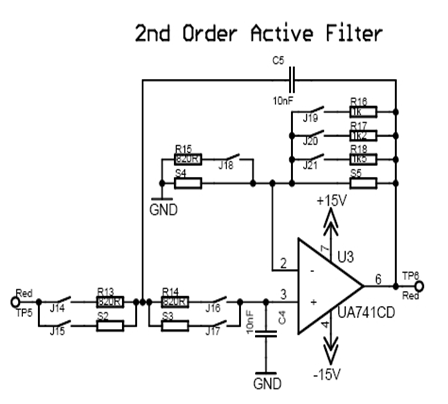 2nd Order Active Filter
C5
10nF
R16
1k
J19
R17
1k2
J20
R18
1k5
J21
S5
R15
820R
J18
S4
GND
+15V
7
U3
2
-
6
TP6
Red
3
+
UA741CD
4
-15V
Red
TP5
J14
R13
820R
J15
S2
R14
820R
J16
S3
J17
10nF
C4
GND